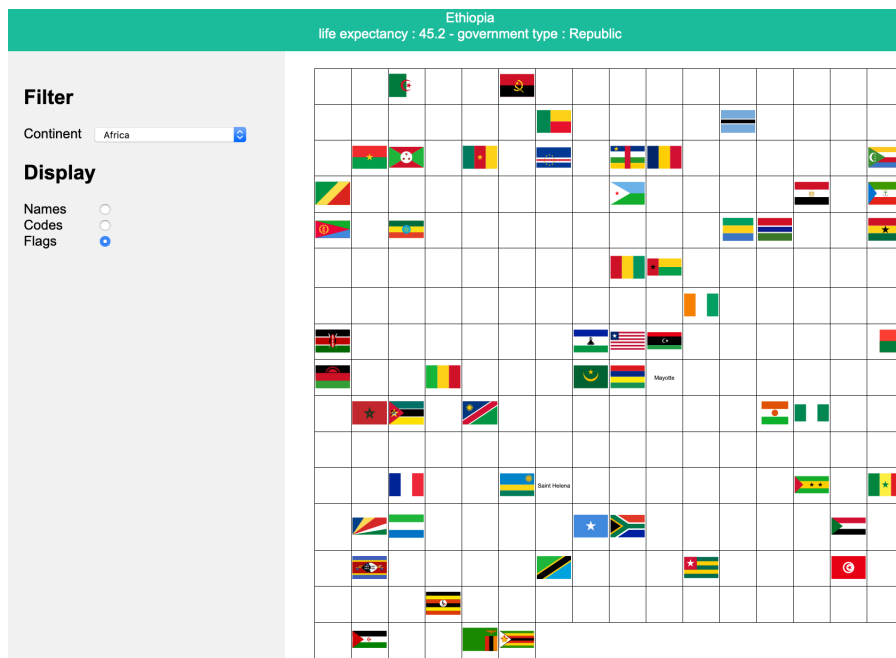 Ethiopia
life expectancy : 45.2 - government type : Republic
Filter
Continent Africa
Display
Names
Codes
Flags
Mayotte
Saint Helena